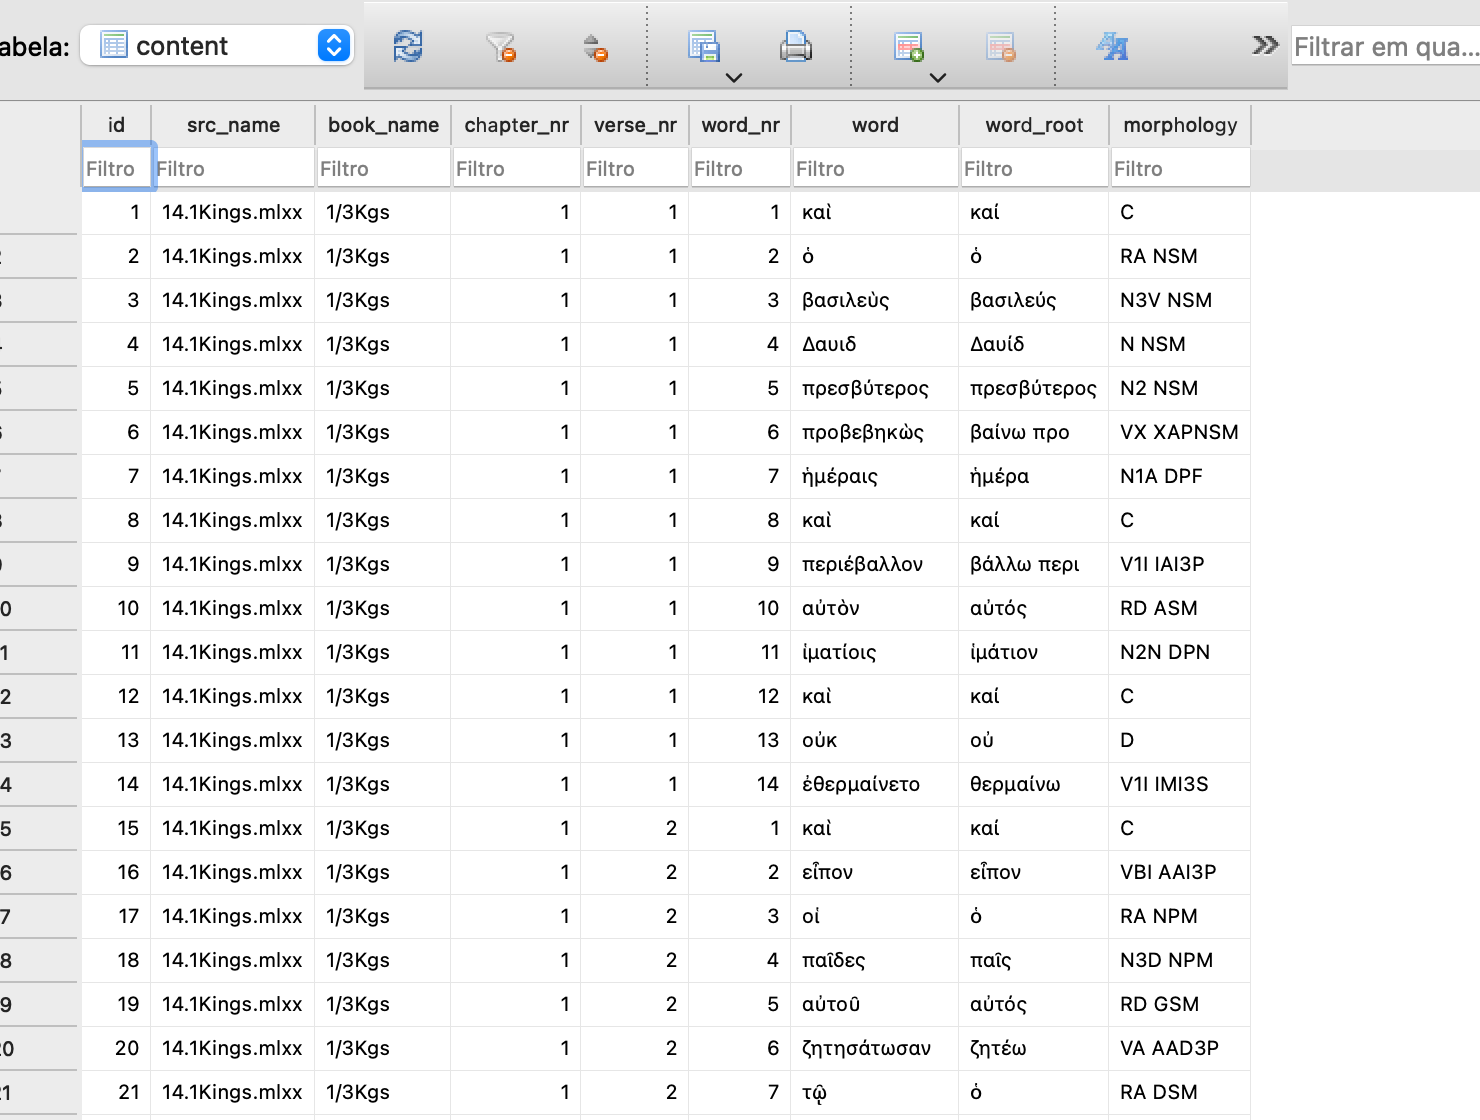 abela: content Filtrar em qua...
id src_name book_name chapter_nr verse_nr word_nr word word_root morphology
Filtro Filtro Filtro Filtro Filtro Filtro Filtro Filtro Filtro
1 14.1Kings.mlxx 1/3Kgs 1 1 1 καὶ καί C
2 14.1Kings.mlxx 1/3Kgs 1 1 2 ὁ ὁ RA NSM
3 14.1Kings.mlxx 1/3Kgs 1 1 3 βασιλεὺς βασιλεύς N3V NSM
4 14.1Kings.mlxx 1/3Kgs 1 1 4 Δαυιδ Δαυίδ N NSM
5 14.1Kings.mlxx 1/3Kgs 1 1 5 πρεσβύτερος πρεσβύτερος N2 NSM
6 14.1Kings.mlxx 1/3Kgs 1 1 6 προβεβηκὼς βαίνω προ VX XAPNSM
7 14.1Kings.mlxx 1/3Kgs 1 1 7 ἡμέραις ἡμέρα N1A DPF
8 14.1Kings.mlxx 1/3Kgs 1 1 8 καὶ καί C
9 14.1Kings.mlxx 1/3Kgs 1 1 9 περιέβαλλον βάλλω περι V1I IAI3P
0 10 14.1Kings.mlxx 1/3Kgs 1 1 10 αὐτὸν αὐτός RD ASM
1 11 14.1Kings.mlxx 1/3Kgs 1 1 11 ἱματίοις ἱμάτιον N2N DPN
2 12 14.1Kings.mlxx 1/3Kgs 1 1 12 καὶ καί C
3 13 14.1Kings.mlxx 1/3Kgs 1 1 13 οὐκ οὐ D
4 14 14.1Kings.mlxx 1/3Kgs 1 1 14 ἐθερμαίνετο θερμαίνω V1I IMI3S
5 15 14.1Kings.mlxx 1/3Kgs 1 2 1 καὶ καί C
6 16 14.1Kings.mlxx 1/3Kgs 1 2 2 εἶπον εἶπον VBI AAI3P
7 17 14.1Kings.mlxx 1/3Kgs 1 2 3 οἱ ὁ RA NPM
8 18 14.1Kings.mlxx 1/3Kgs 1 2 4 παῖδες παῖς N3D NPM
9 19 14.1Kings.mlxx 1/3Kgs 1 2 5 αὐτοῦ αὐτός RD GSM
0 20 14.1Kings.mlxx 1/3Kgs 1 2 6 ζητησάτωσαν ζητέω VA AAD3P
1 21 14.1Kings.mlxx 1/3Kgs 1 2 7 τῷ ὁ RA DSM